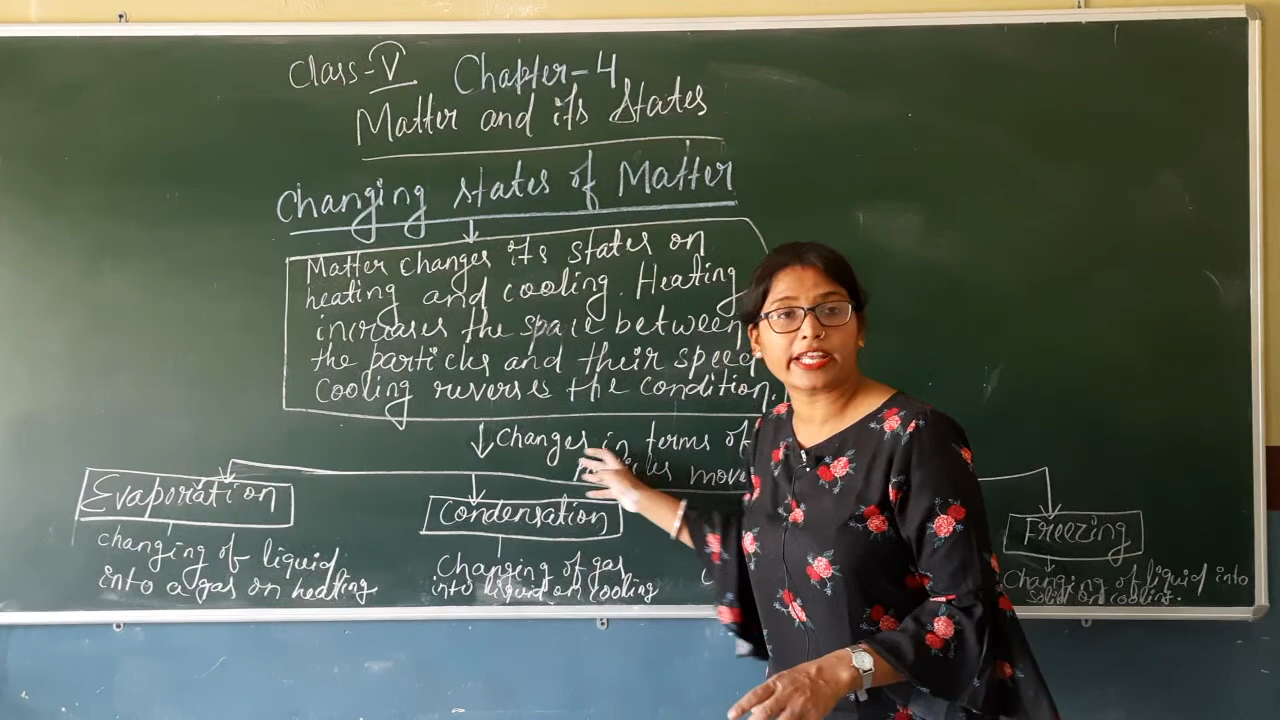 Class-V Chapter-4
Matter and its States
Changing states of Matter
Matter changes its states on
heating and cooling. Heating
increases the space between
the particles and their speed
Cooling reverses the condition.
Changes in terms of
move
Evaporation
changing of liquid
into a gas on heating
Condensation
Changing of gas
into liquid on cooling
Freezing
Changing of liquid into
solid on cooling.